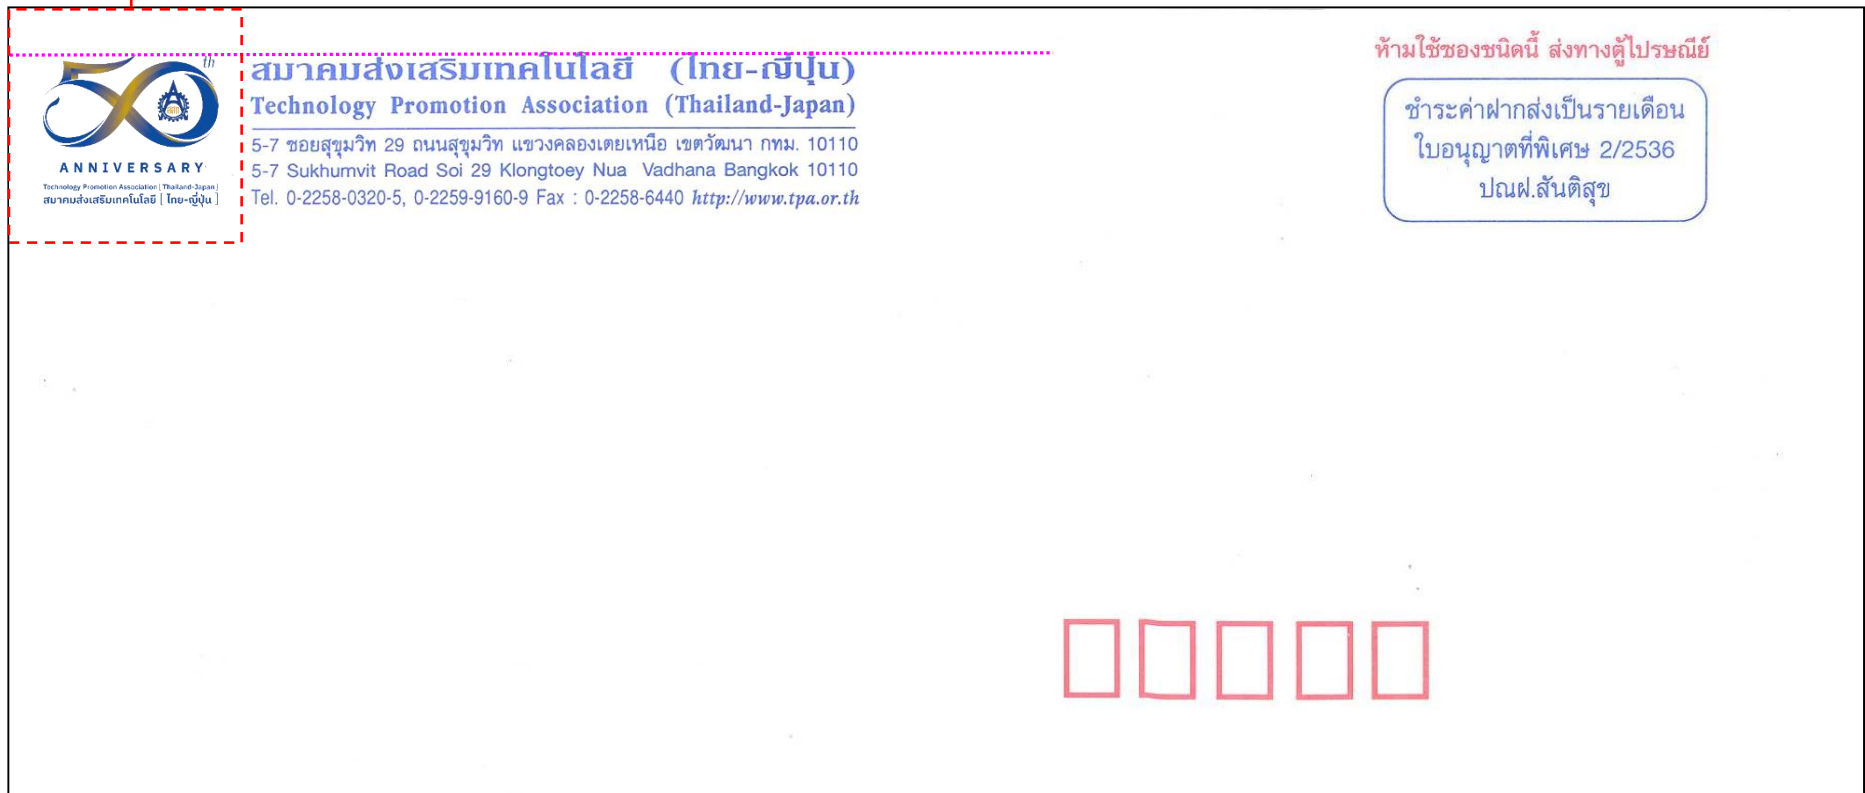 50th
ANNIVERSARY
Technology Promotion Association [Thailand-Japan]
สมาคมส่งเสริมเทคโนโลยี [ไทย-ญี่ปุ่น]
สมาคมส่งเสริมเทคโนโลยี (ไทย-ญี่ปุ่น)
Technology Promotion Association (Thailand-Japan)
5-7 ซอยสุขุมวิท 29 ถนนสุขุมวิท แขวงคลองเตยเหนือ เขตวัฒนา กทม. 10110
5-7 Sukhumvit Road Soi 29 Klongtoey Nua Vadhana Bangkok 10110
Tel. 0-2258-0320-5, 0-2259-9160-9 Fax : 0-2258-6440 http://www.tpa.or.th
ห้ามใช้ซองชนิดนี้ ส่งทางตู้ไปรษณีย์
ชำระค่าฝากส่งเป็นรายเดือน
ใบอนุญาตที่พิเศษ 2/2536
ปณฝ.สันติสุข